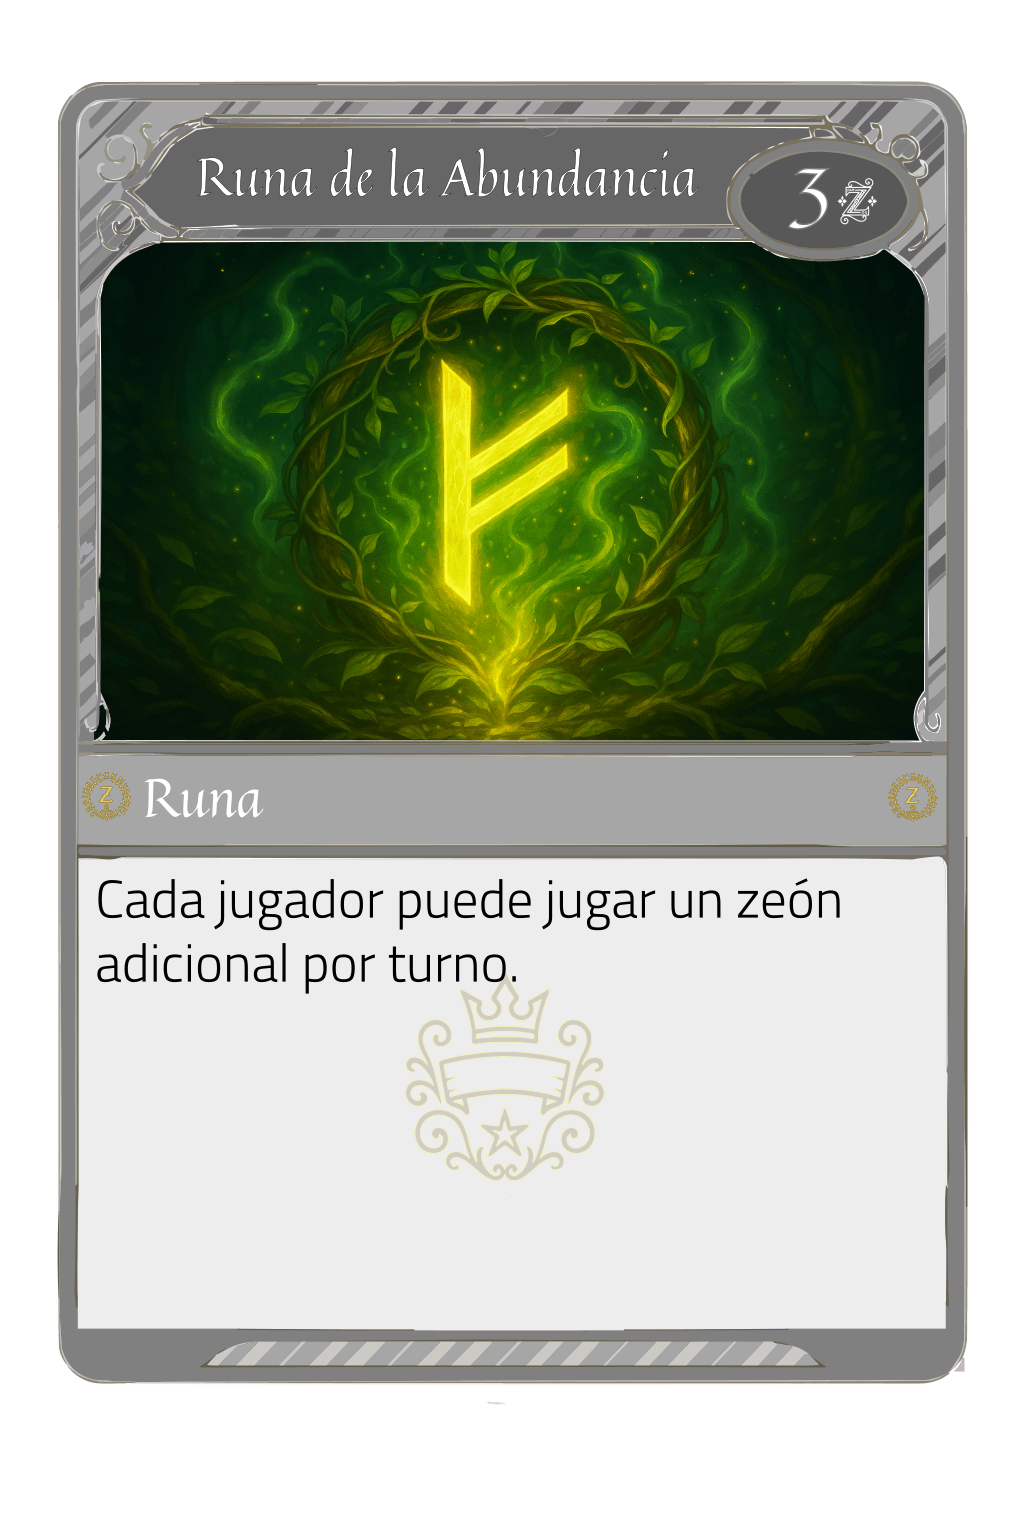 Runa de la Abundancia
3 Z
Z Runa Z
Cada jugador puede jugar un zeón
adicional por turno.